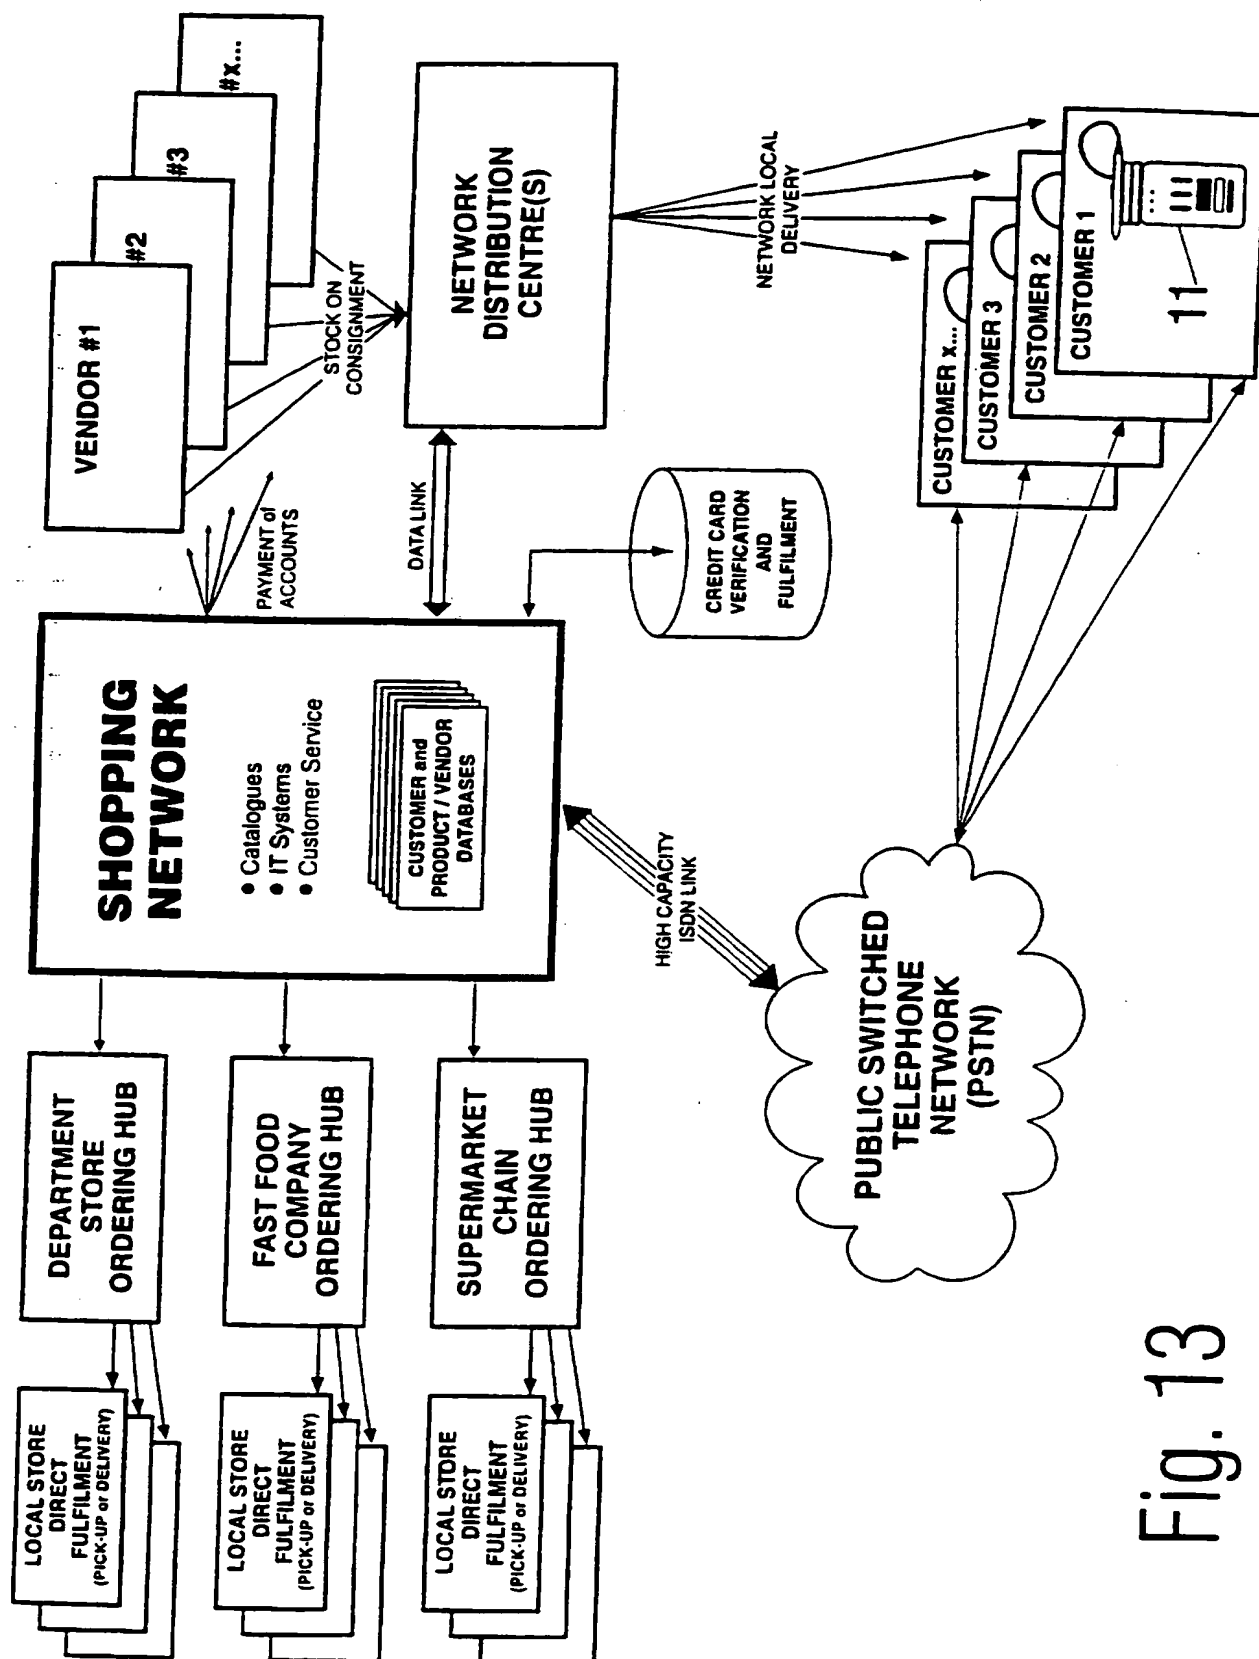 LOCAL STORE
DIRECT
FULFILMENT
(PICK-UP or DELIVERY)
DEPARTMENT
STORE
ORDERING HUB
SHOPPING
NETWORK
• Catalogues
• IT Systems
• Customer Service
CUSTOMER and
PRODUCT / VENDOR
DATABASES
PAYMENT of
ACCOUNTS
VENDOR #1
#2
#3
#x...
STOCK ON
CONSIGNMENT
LOCAL STORE
DIRECT
FULFILMENT
(PICK-UP or DELIVERY)
FAST FOOD
COMPANY
ORDERING HUB
LOCAL STORE
DIRECT
FULFILMENT
(PICK-UP or DELIVERY)
SUPERMARKET
CHAIN
ORDERING HUB
DATA LINK
NETWORK
DISTRIBUTION
CENTRE(S)
HIGH CAPACITY
ISDN LINK
CREDIT CARD
VERIFICATION
AND
FULFILMENT
NETWORK LOCAL
DELIVERY
PUBLIC SWITCHED
TELEPHONE
NETWORK
(PSTN)
CUSTOMER x...
CUSTOMER 3
CUSTOMER 2
CUSTOMER 1
11
Fig. 13